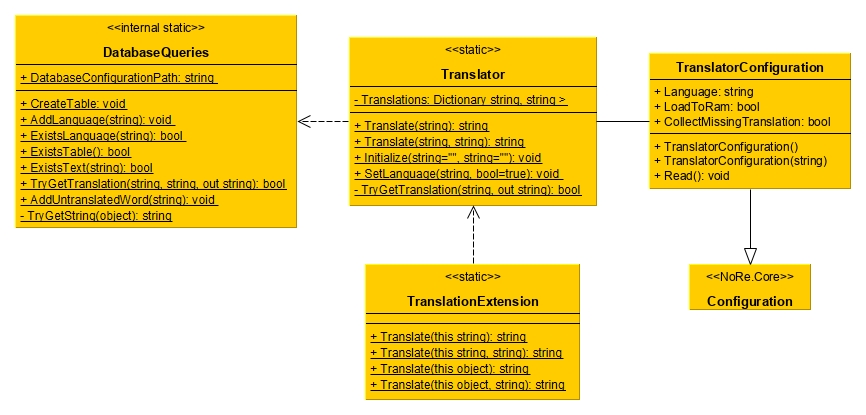 <<internal static>>
DatabaseQueries
+ DatabaseConfigurationPath: string
+ CreateTable: void
+ AddLanguage(string): void
+ ExistsLanguage(string): bool
+ ExistsTable(): bool
+ ExistsText(string): bool
+ TryGetTranslation(string, string, out string): bool
+ AddUntranslatedWord(string): void
- TryGetString(object): string
<<static>>
Translator
- Translations: Dictionary string, string >
+ Translate(string): string
+ Translate(string, string): string
+ Initialize(string="", string=""): void
+ SetLanguage(string, bool=true): void
- TryGetTranslation(string, out string): bool
TranslatorConfiguration
+ Language: string
+ LoadToRam: bool
+ CollectMissingTranslation: bool
+ TranslatorConfiguration()
+ TranslatorConfiguration(string)
+ Read(): void
<<static>>
TranslationExtension
+ Translate(this string): string
+ Translate(this string, string): string
+ Translate(this object): string
+ Translate(this object, string): string
<<NoRe.Core>>
Configuration